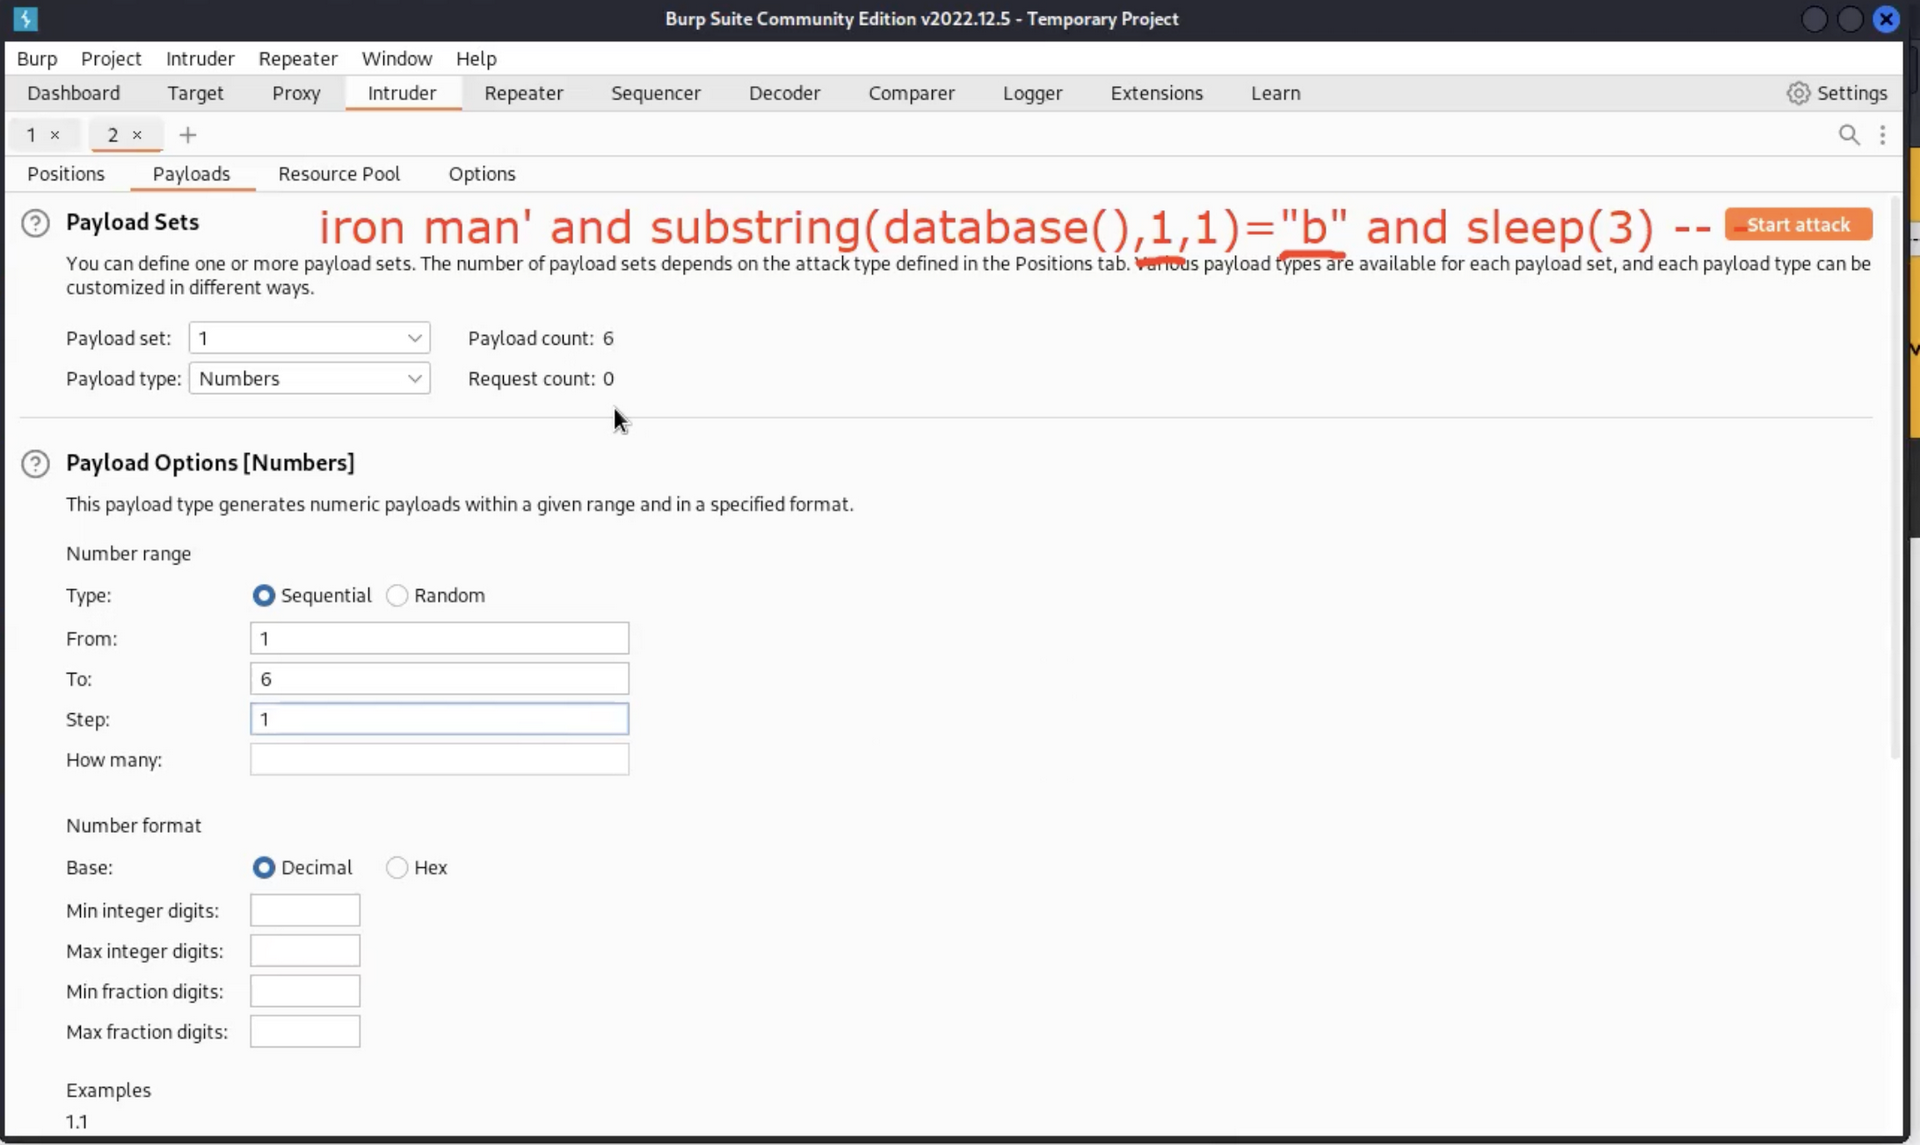 Burp Suite Community Edition v2022.12.5 - Temporary Project
Burp Project Intruder Repeater Window Help
Dashboard Target Proxy Intruder Repeater Sequencer Decoder Comparer Logger Extensions Learn Settings
1 × 2 × +
Positions Payloads Resource Pool Options
? Payload Sets
iron man' and substring(database(),1,1)="b" and sleep(3) -- -
Start attack
You can define one or more payload sets. The number of payload sets depends on the attack type defined in the Positions tab. Various payload types are available for each payload set, and each payload type can be
customized in different ways.
Payload set: 1 Payload count: 6
Payload type: Numbers Request count: 0
? Payload Options [Numbers]
This payload type generates numeric payloads within a given range and in a specified format.
Number range
Type: Sequential Random
From: 1
To: 6
Step: 1
How many:
Number format
Base: Decimal Hex
Min integer digits:
Max integer digits:
Min fraction digits:
Max fraction digits:
Examples
1.1